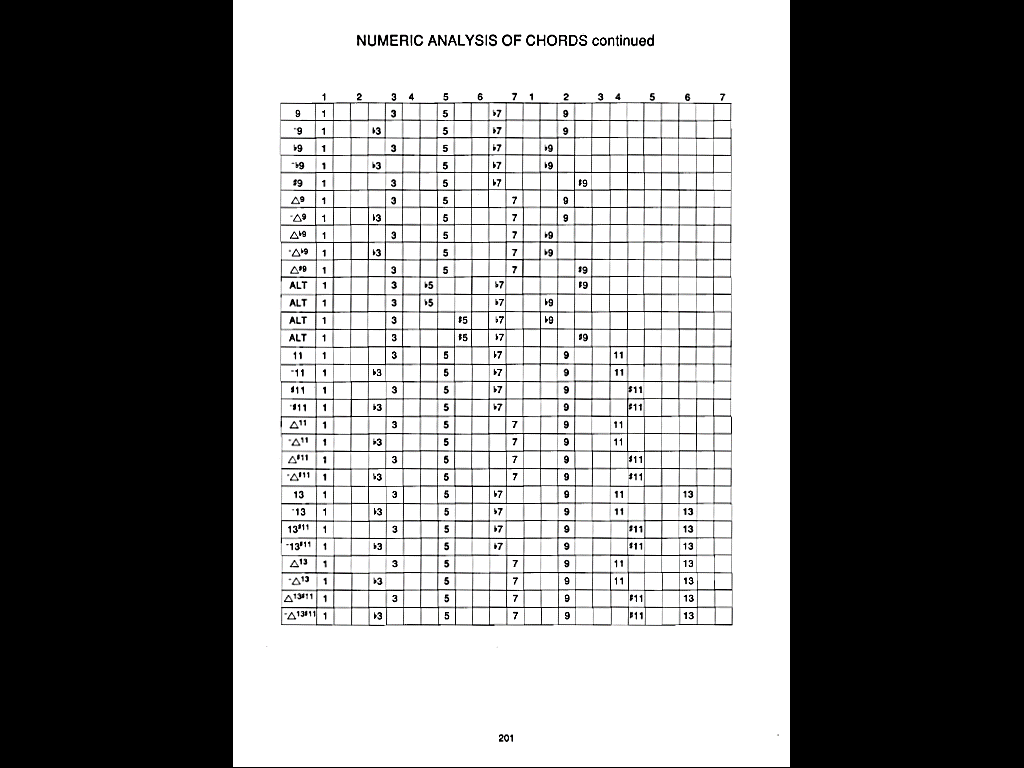 NUMERIC ANALYSIS OF CHORDS continued
1 2 3 4 5 6 7 1 2 3 4 5 6 7
9 1 3 5 ♭7 9
-9 1 ♭3 5 ♭7 9
♭9 1 3 5 ♭7 ♭9
-♭9 1 ♭3 5 ♭7 ♭9
♯9 1 3 5 ♭7 ♯9
△9 1 3 5 7 9
-△9 1 ♭3 5 7 9
△♭9 1 3 5 7 ♭9
-△♭9 1 ♭3 5 7 ♭9
△♯9 1 3 5 7 ♯9
ALT 1 3 ♭5 ♭7 ♯9
ALT 1 3 ♭5 ♭7 ♭9
ALT 1 3 ♯5 ♭7 ♭9
ALT 1 3 ♯5 ♭7 ♯9
11 1 3 5 ♭7 9 11
-11 1 ♭3 5 ♭7 9 11
♯11 1 3 5 ♭7 9 ♯11
-♯11 1 ♭3 5 ♭7 9 ♯11
△11 1 3 5 7 9 11
-△11 1 ♭3 5 7 9 11
△♯11 1 3 5 7 9 ♯11
-△♯11 1 ♭3 5 7 9 ♯11
13 1 3 5 ♭7 9 11 13
-13 1 ♭3 5 ♭7 9 11 13
13♯11 1 3 5 ♭7 9 ♯11 13
-13♯11 1 ♭3 5 ♭7 9 ♯11 13
△13 1 3 5 7 9 11 13
-△13 1 ♭3 5 7 9 11 13
△13♯11 1 3 5 7 9 ♯11 13
-△13♯11 1 ♭3 5 7 9 ♯11 13
201